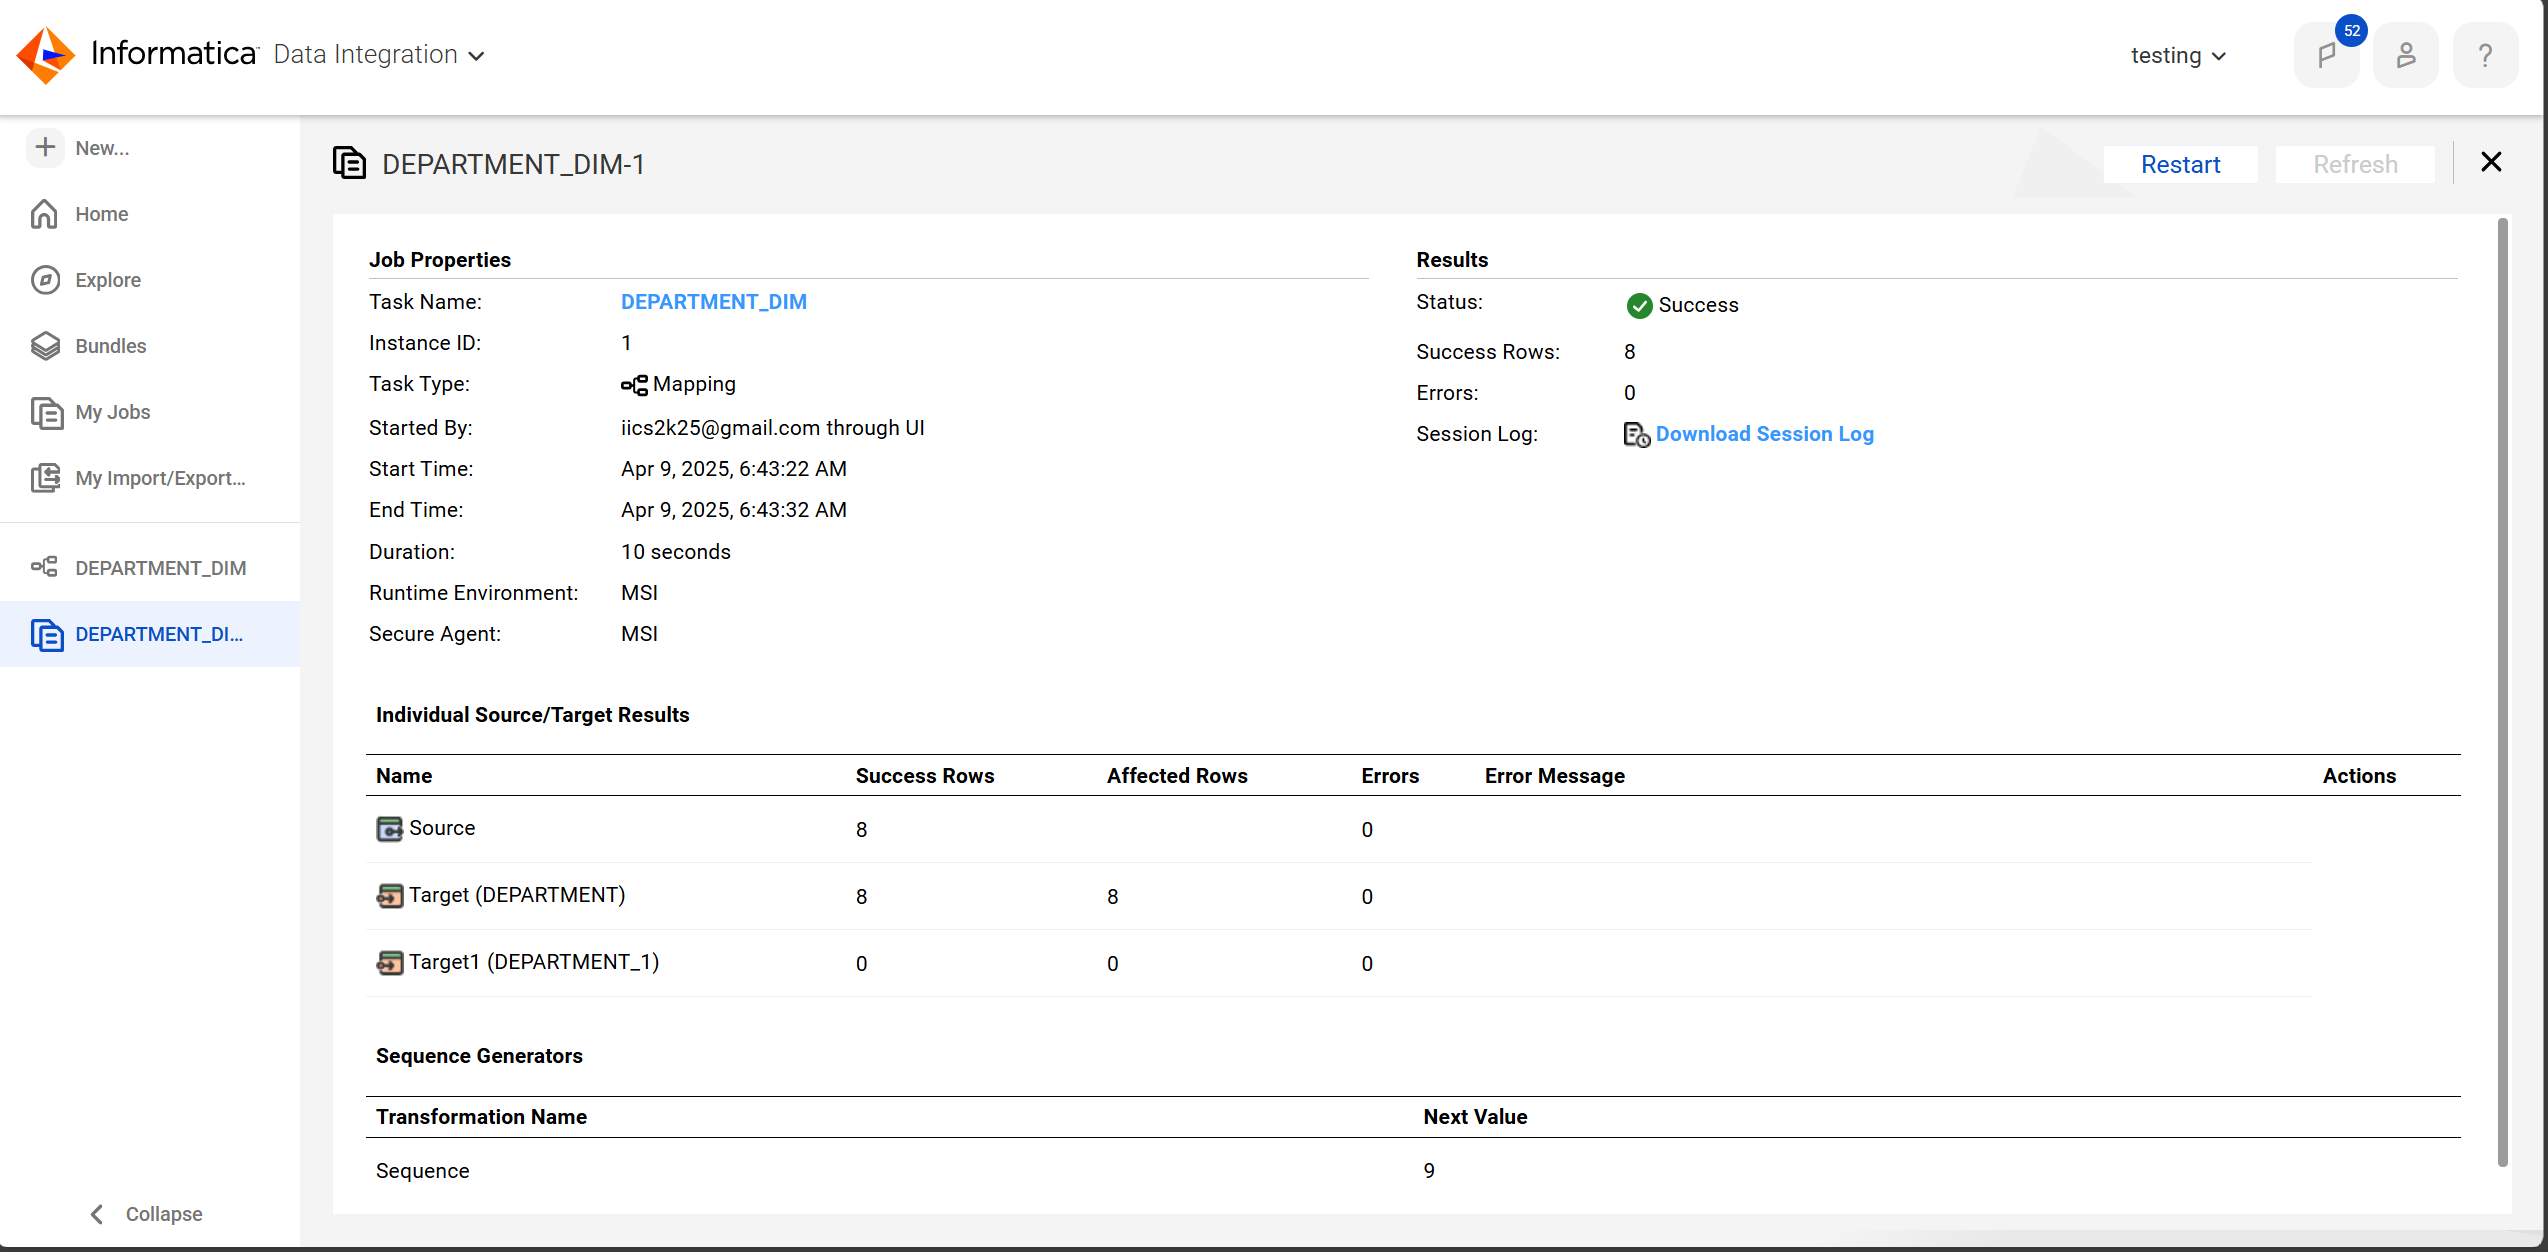 Informatica Data Integration
testing
52
?
New...
Home
Explore
Bundles
My Jobs
My Import/Export...
DEPARTMENT_DIM
DEPARTMENT_DI...
Collapse
DEPARTMENT_DIM-1
Restart
Refresh
Job Properties
Task Name: DEPARTMENT_DIM
Instance ID: 1
Task Type: Mapping
Started By: iics2k25@gmail.com through UI
Start Time: Apr 9, 2025, 6:43:22 AM
End Time: Apr 9, 2025, 6:43:32 AM
Duration: 10 seconds
Runtime Environment: MSI
Secure Agent: MSI
Results
Status: Success
Success Rows: 8
Errors: 0
Session Log: Download Session Log
Individual Source/Target Results
Name Success Rows Affected Rows Errors Error Message Actions
Source 8 0
Target (DEPARTMENT) 8 8 0
Target1 (DEPARTMENT_1) 0 0 0
Sequence Generators
Transformation Name Next Value
Sequence 9